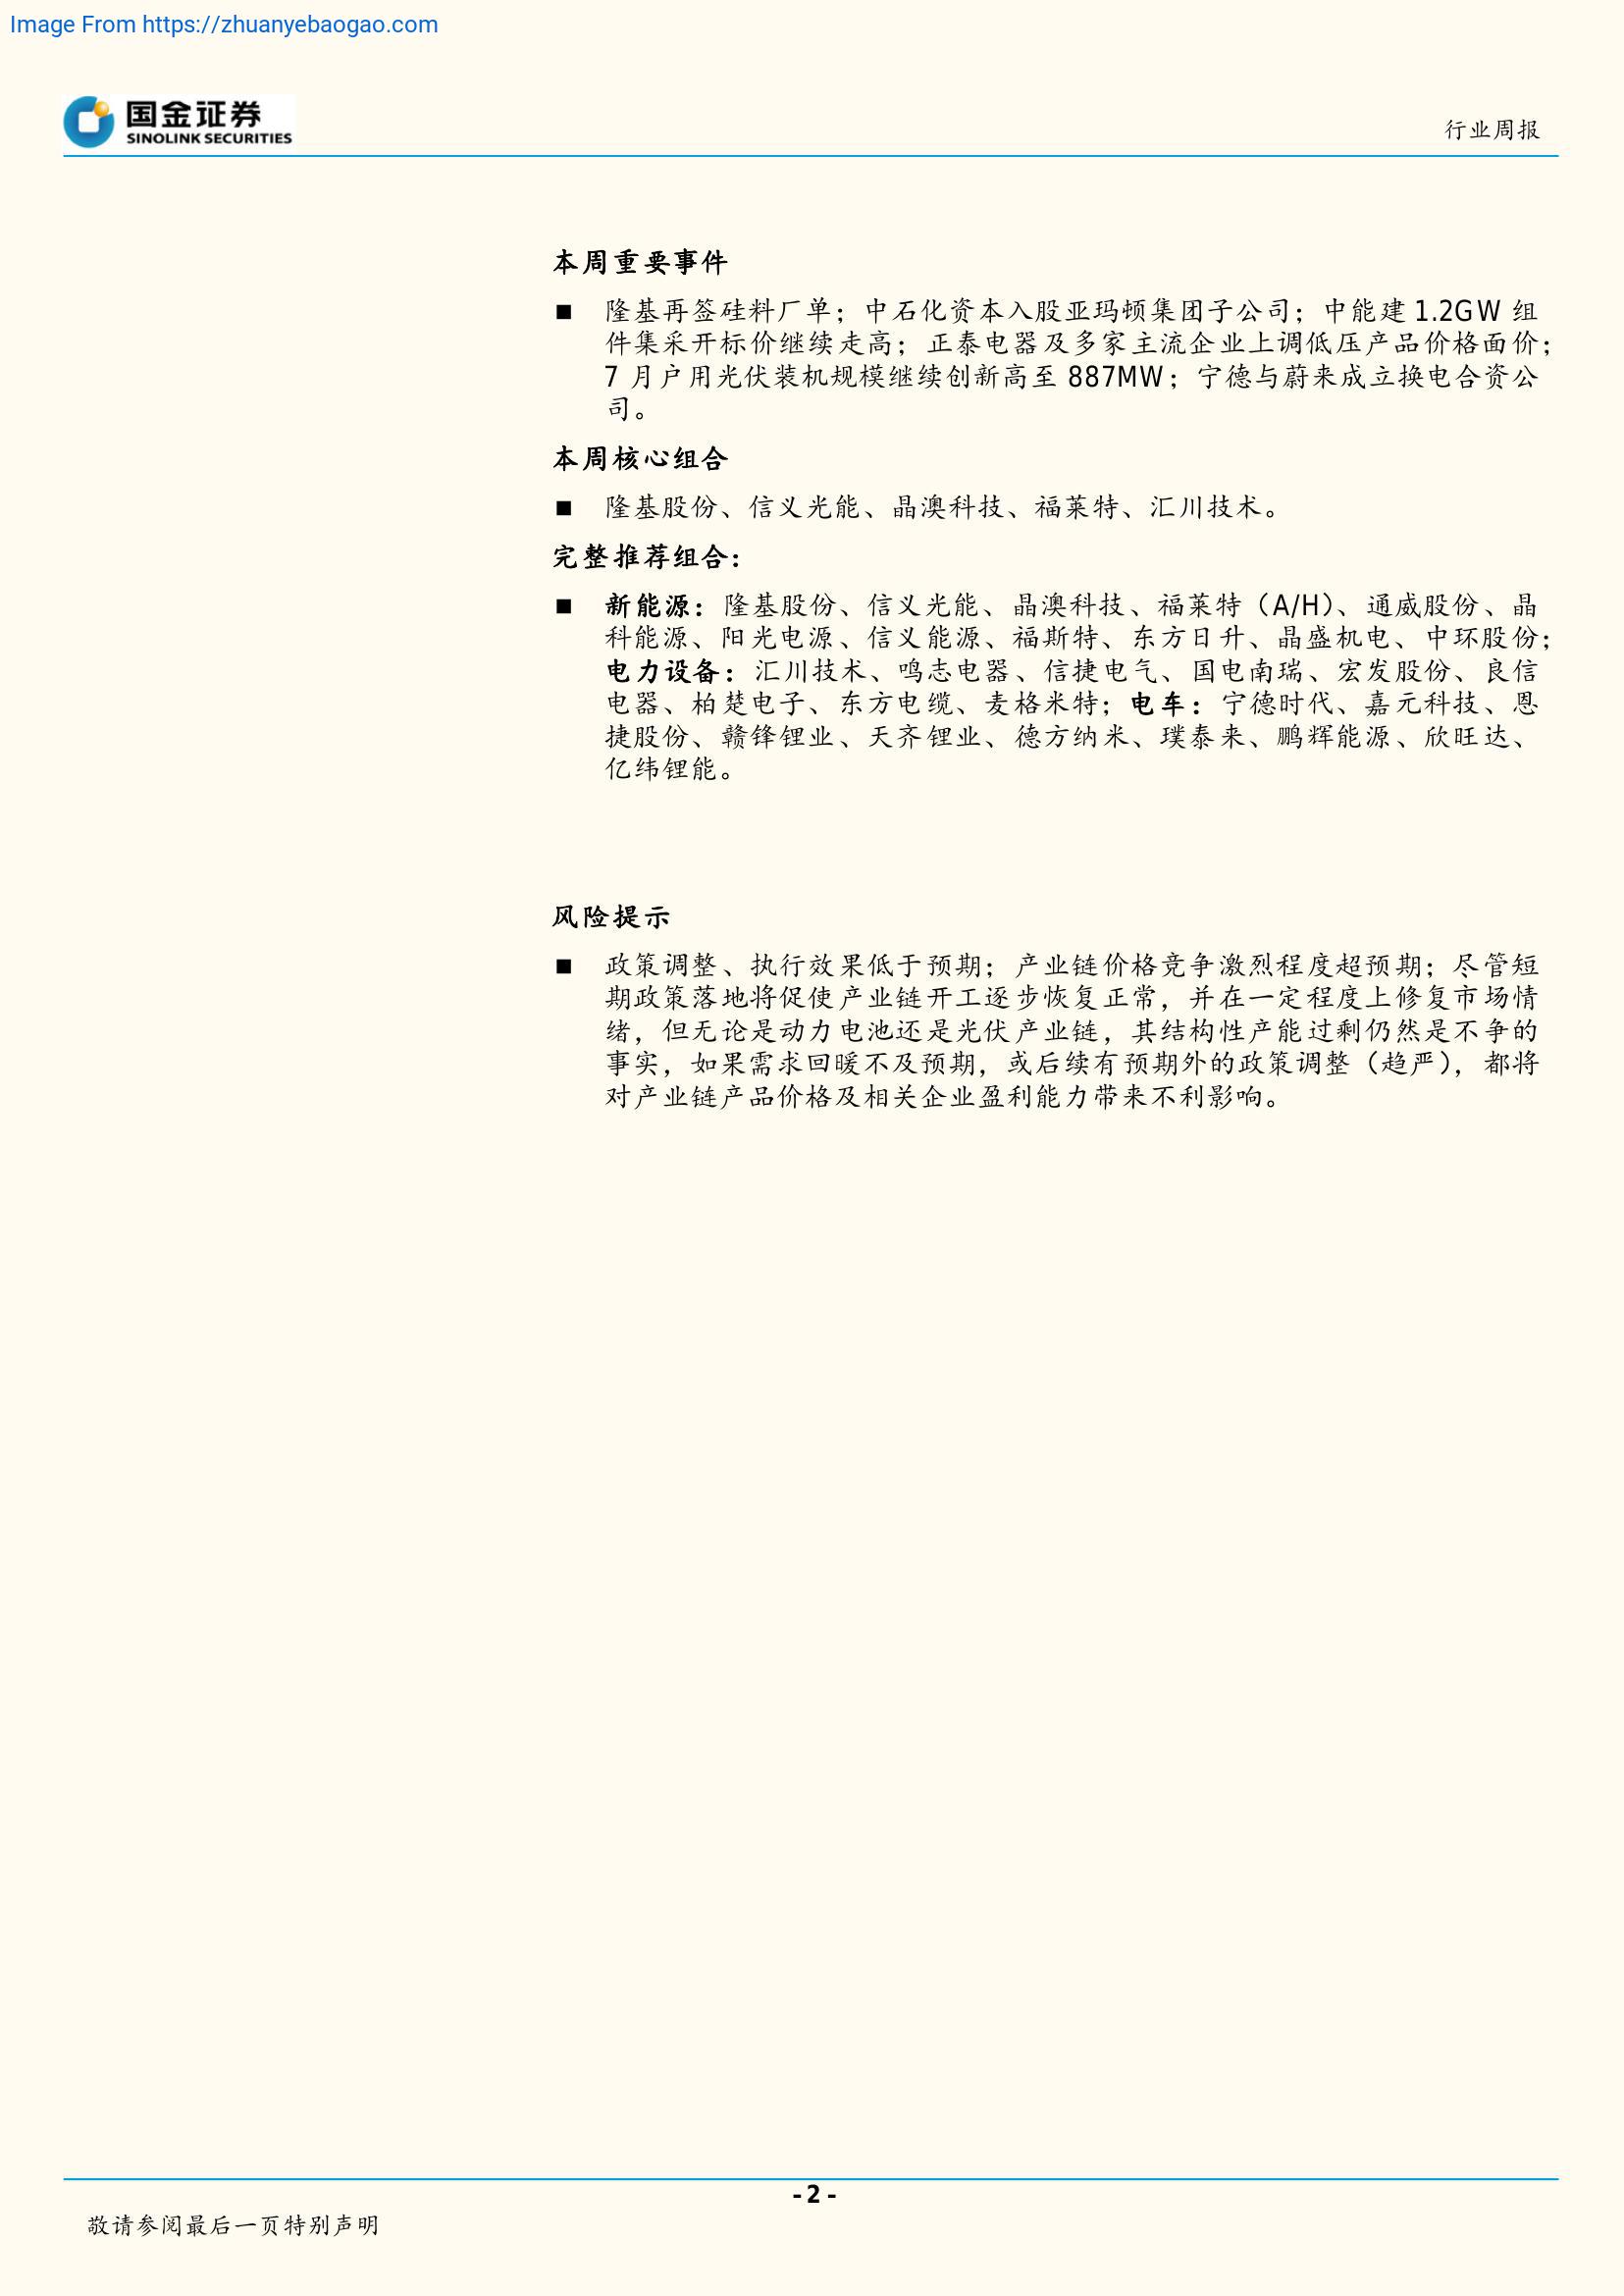 Image From https://zhuanyebaogao.com
国金证券
SINOLINK SECURITIES
行业周报
本周重要事件
■ 隆基再签硅料厂单；中石化资本入股亚玛顿集团子公司；中能建 1.2GW 组
件集采开标价继续走高；正泰电器及多家主流企业上调低压产品价格面价；
7 月户用光伏装机规模继续创新高至 887MW；宁德与蔚来成立换电合资公
司。
本周核心组合
■ 隆基股份、信义光能、晶澳科技、福莱特、汇川技术。
完整推荐组合：
■ 新能源：隆基股份、信义光能、晶澳科技、福莱特（A/H）、通威股份、晶
科能源、阳光电源、信义能源、福斯特、东方日升、晶盛机电、中环股份；
电力设备：汇川技术、鸣志电器、信捷电气、国电南瑞、宏发股份、良信
电器、柏楚电子、东方电缆、麦格米特；电车：宁德时代、嘉元科技、恩
捷股份、赣锋锂业、天齐锂业、德方纳米、璞泰来、鹏辉能源、欣旺达、
亿纬锂能。
风险提示
■ 政策调整、执行效果低于预期；产业链价格竞争激烈程度超预期；尽管短
期政策落地将促使产业链开工逐步恢复正常，并在一定程度上修复市场情
绪，但无论是动力电池还是光伏产业链，其结构性产能过剩仍然是不争的
事实，如果需求回暖不及预期，或后续有预期外的政策调整（趋严），都将
对产业链产品价格及相关企业盈利能力带来不利影响。
- 2 -
敬请参阅最后一页特别声明